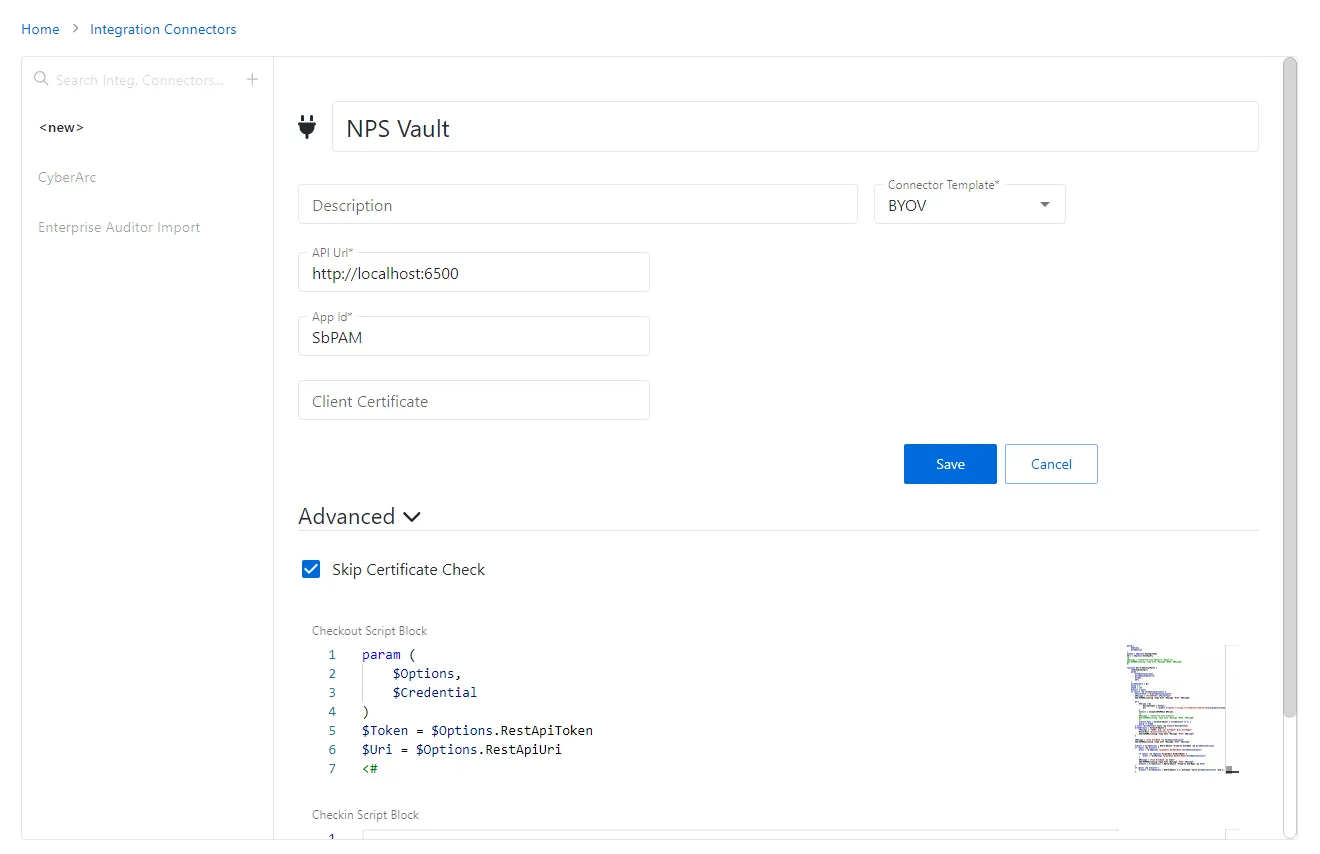 Home > Integration Connectors
Search Integ. Connectors... +
<new>
CyberArc
Enterprise Auditor Import
NPS Vault
Description
Connector Template*
BYOV
API Url*
http://localhost:6500
App Id*
SbPAM
Client Certificate
Save
Cancel
Advanced
Skip Certificate Check
Checkout Script Block
1 param (
2 $Options,
3 $Credential
4 )
5 $Token = $Options.RestApiToken
6 $Uri = $Options.RestApiUri
7 <#
Checkin Script Block
1